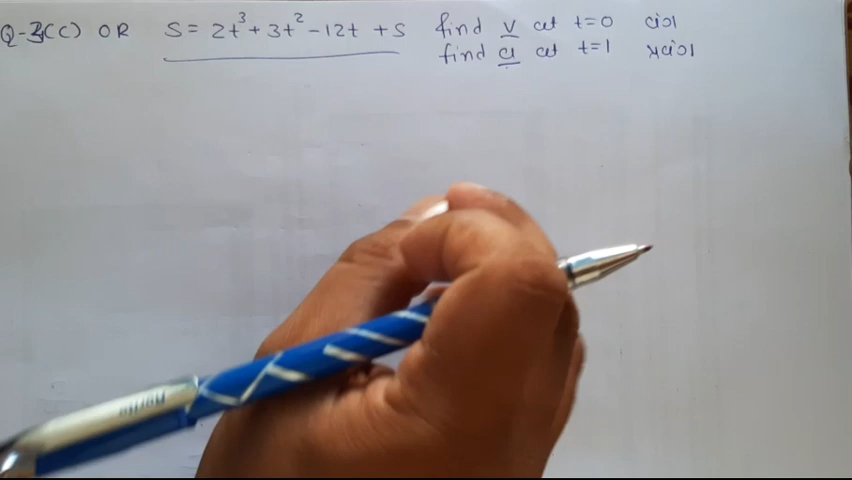 Q-3(C) OR S = 2t³ + 3t² - 12t + 5 find v at t=0
find a at t=1